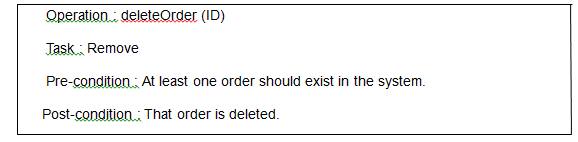 Operation : deleteOrder (ID)
Task : Remove
Pre-condition : At least one order should exist in the system.
Post-condition : That order is deleted.